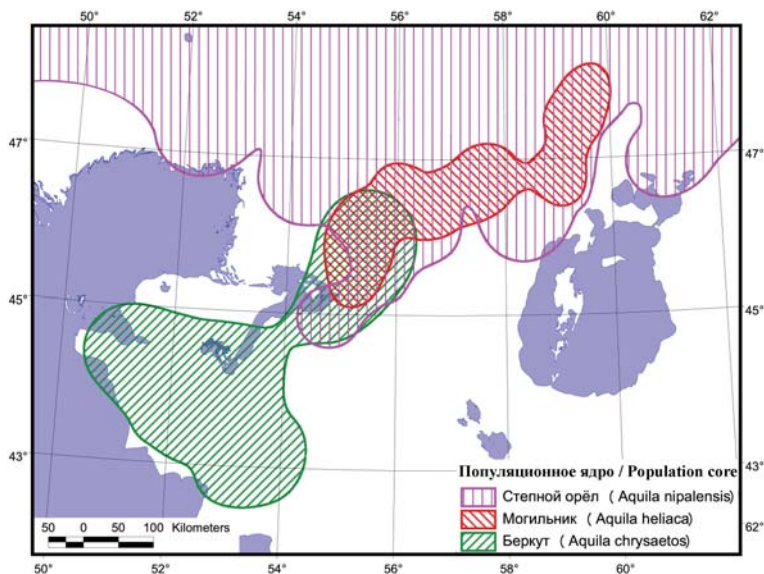 50° 52° 54° 56° 58° 60° 62°
47° 47°
45° 45°
43° 43°
Популяционное ядро / Population core
Степной орёл ( Aquila nipalensis)
Могильник ( Aquila heliaca)
Беркут ( Aquila chrysaetos)
50 0 50 100 Kilometers
62°
50° 52° 54° 56° 58° 60°